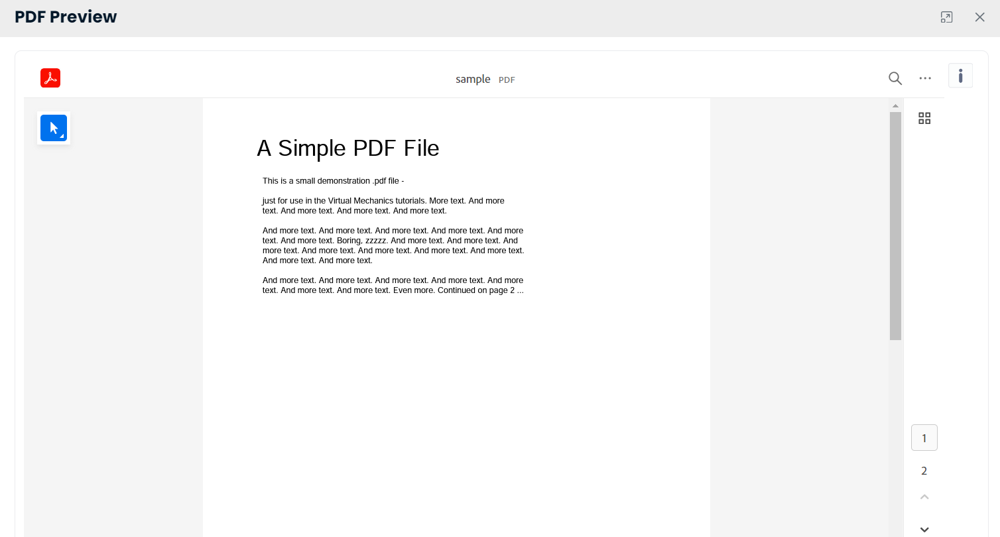 PDF Preview
sample PDF
A Simple PDF File
This is a small demonstration .pdf file -
just for use in the Virtual Mechanics tutorials. More text. And more
text. And more text. And more text. And more text.
And more text. And more text. And more text. And more text. And more
text. And more text. Boring, zzzzz. And more text. And more text. And
more text. And more text. And more text. And more text. And more text.
And more text. And more text.
And more text. And more text. And more text. And more text. And more
text. And more text. And more text. Even more. Continued on page 2 ...
1
2